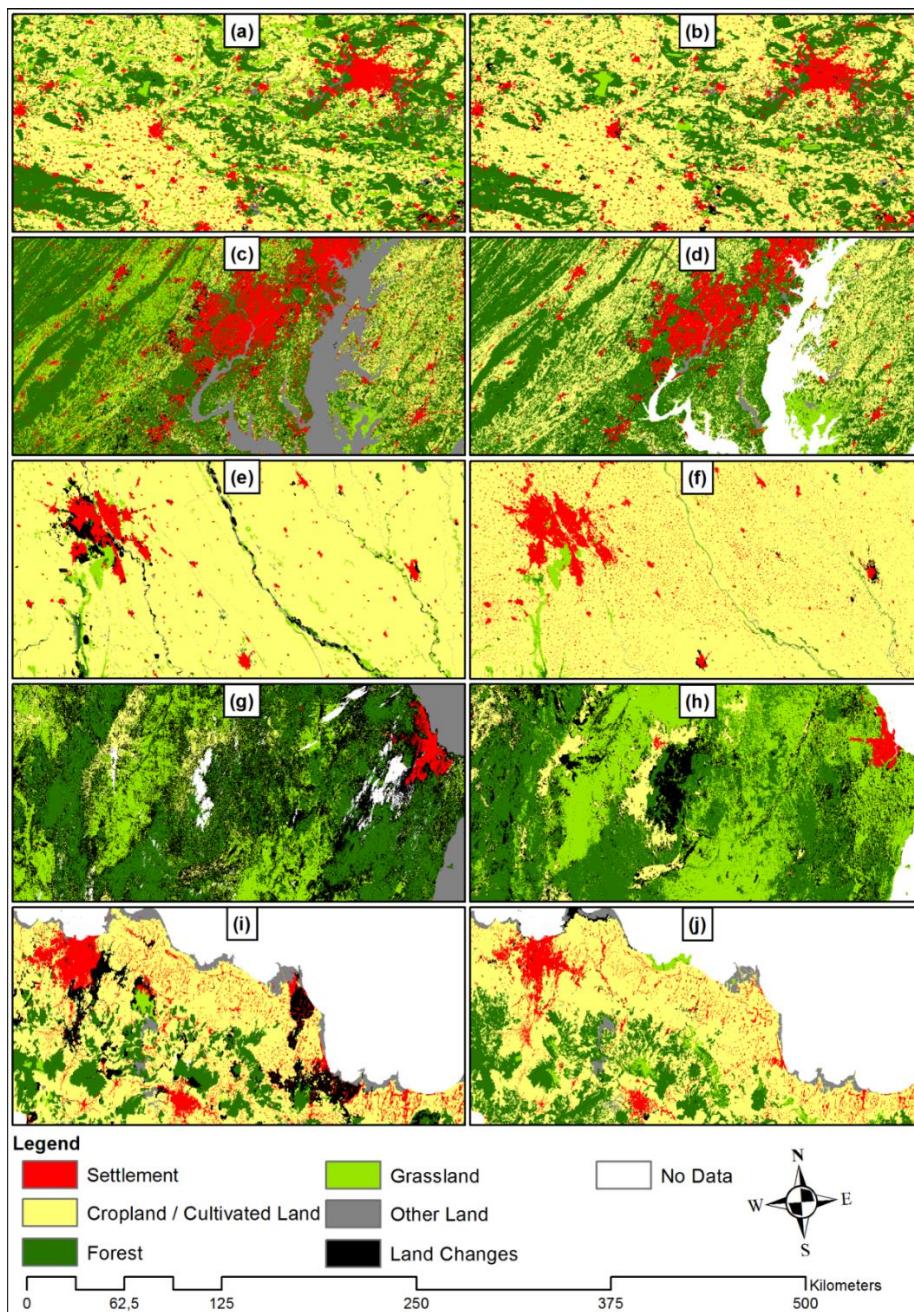 (a) (b)
(c) (d)
(e) (f)
(g) (h)
(i) (j)
Legend
Settlement Grassland No Data
Cropland / Cultivated Land Other Land
Forest Land Changes
N
W E
S
Kilometers
0 62,5 125 250 375 500